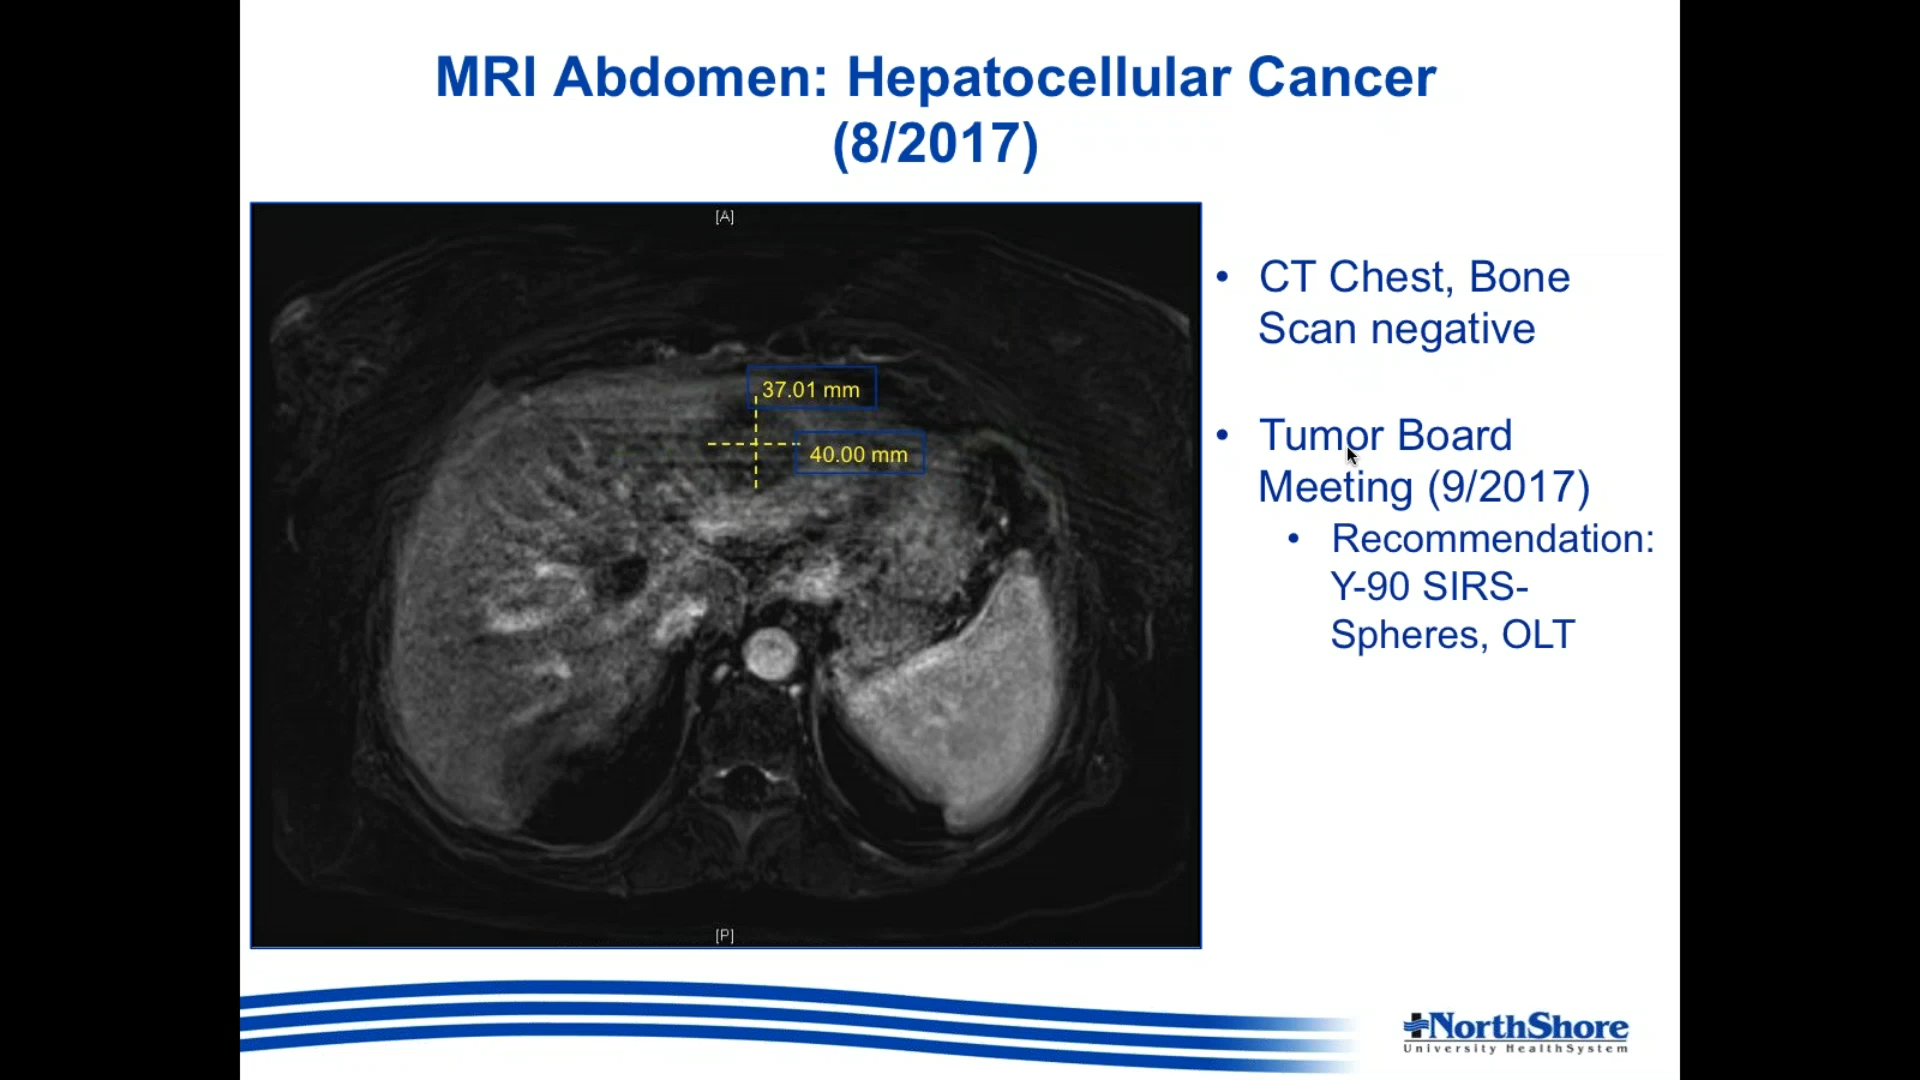 MRI Abdomen: Hepatocellular Cancer
(8/2017)
[A]
37.01 mm
40.00 mm
[P]
• CT Chest, Bone
Scan negative
• Tumor Board
Meeting (9/2017)
• Recommendation:
Y-90 SIRS-
Spheres, OLT
NorthShore
University HealthSystem